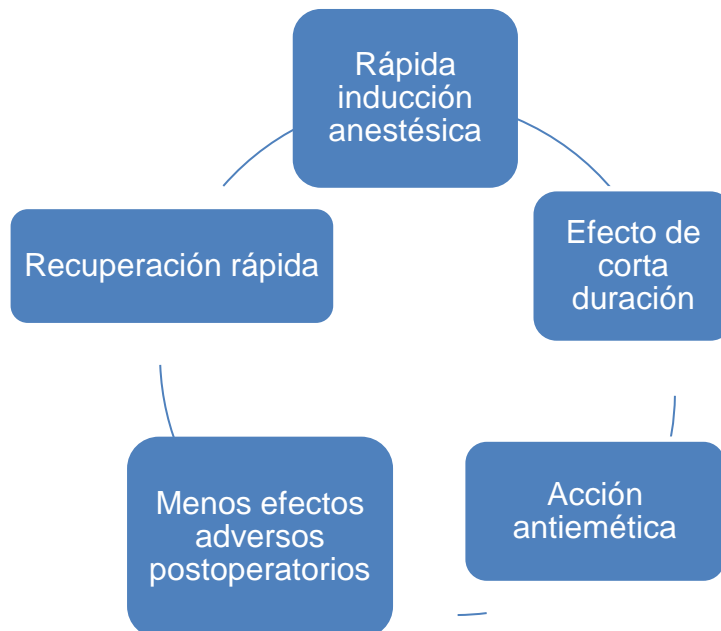 Rápida
inducción
anestésica
Efecto de
corta
duración
Acción
antiemética
Menos efectos
adversos
postoperatorios
Recuperación rápida